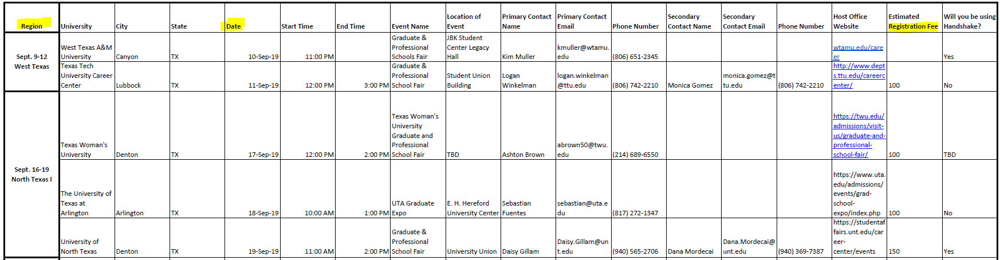 Region University City State Date Start Time End Time Event Name Location of Event Primary Contact Name Primary Contact Email Phone Number Secondary Contact Name Secondary Contact Email Phone Number Host Office Website Estimated Registration Fee Will you be using Handshake?
Sept. 9-12
West Texas
West Texas A&M
University
Canyon
TX
10-Sep-19
11:00 PM
Graduate &
Professional
Schools Fair
JBK Student
Center Legacy
Hall
Kim Muller
kmuller@wtamu.
edu
(806) 651-2345
wtamu.edu/care
er
Yes
Texas Tech
University Career
Center
Lubbock
TX
11-Sep-19
12:00 PM
3:00 PM
Graduate &
Professional
School Fair
Student Union
Building
Logan
Winkelman
logan.winkelman
@ttu.edu
(806) 742-2210
Monica Gomez
monica.gomez@t
tu.edu
(806) 742-2210
http://www.dept
s.ttu.edu/careerc
enter/
100
No
Sept. 16-19
North Texas I
Texas Woman's
University
Denton
TX
17-Sep-19
12:00 PM
2:00 PM
Texas Woman's
University
Graduate and
Professional
School Fair
TBD
Ashton Brown
abrown50@twu.
edu
(214) 689-6550
https://twu.edu/
admissions/visit-
us/graduate-and-
professional-
school-fair/
100
TBD
The University of
Texas at
Arlington
Arlington
TX
18-Sep-19
10:00 AM
1:00 PM
UTA Graduate
Expo
E. H. Hereford
University Center
Sebastian
Fuentes
sebastian@uta.e
du
(817) 272-1347
https://www.uta.
edu/admissions/
events/grad-
school-
expo/index.php
100
No
University of
North Texas
Denton
TX
19-Sep-19
11:00 AM
2:00 PM
Graduate &
Professional
School Fair
University Union
Daisy Gillam
Daisy.Gillam@un
t.edu
(940) 565-2706
Dana Mordecai
Dana.Mordecai@
unt.edu
(940) 369-7387
https://studentaf
fairs.unt.edu/car
eer-
center/events
150
Yes